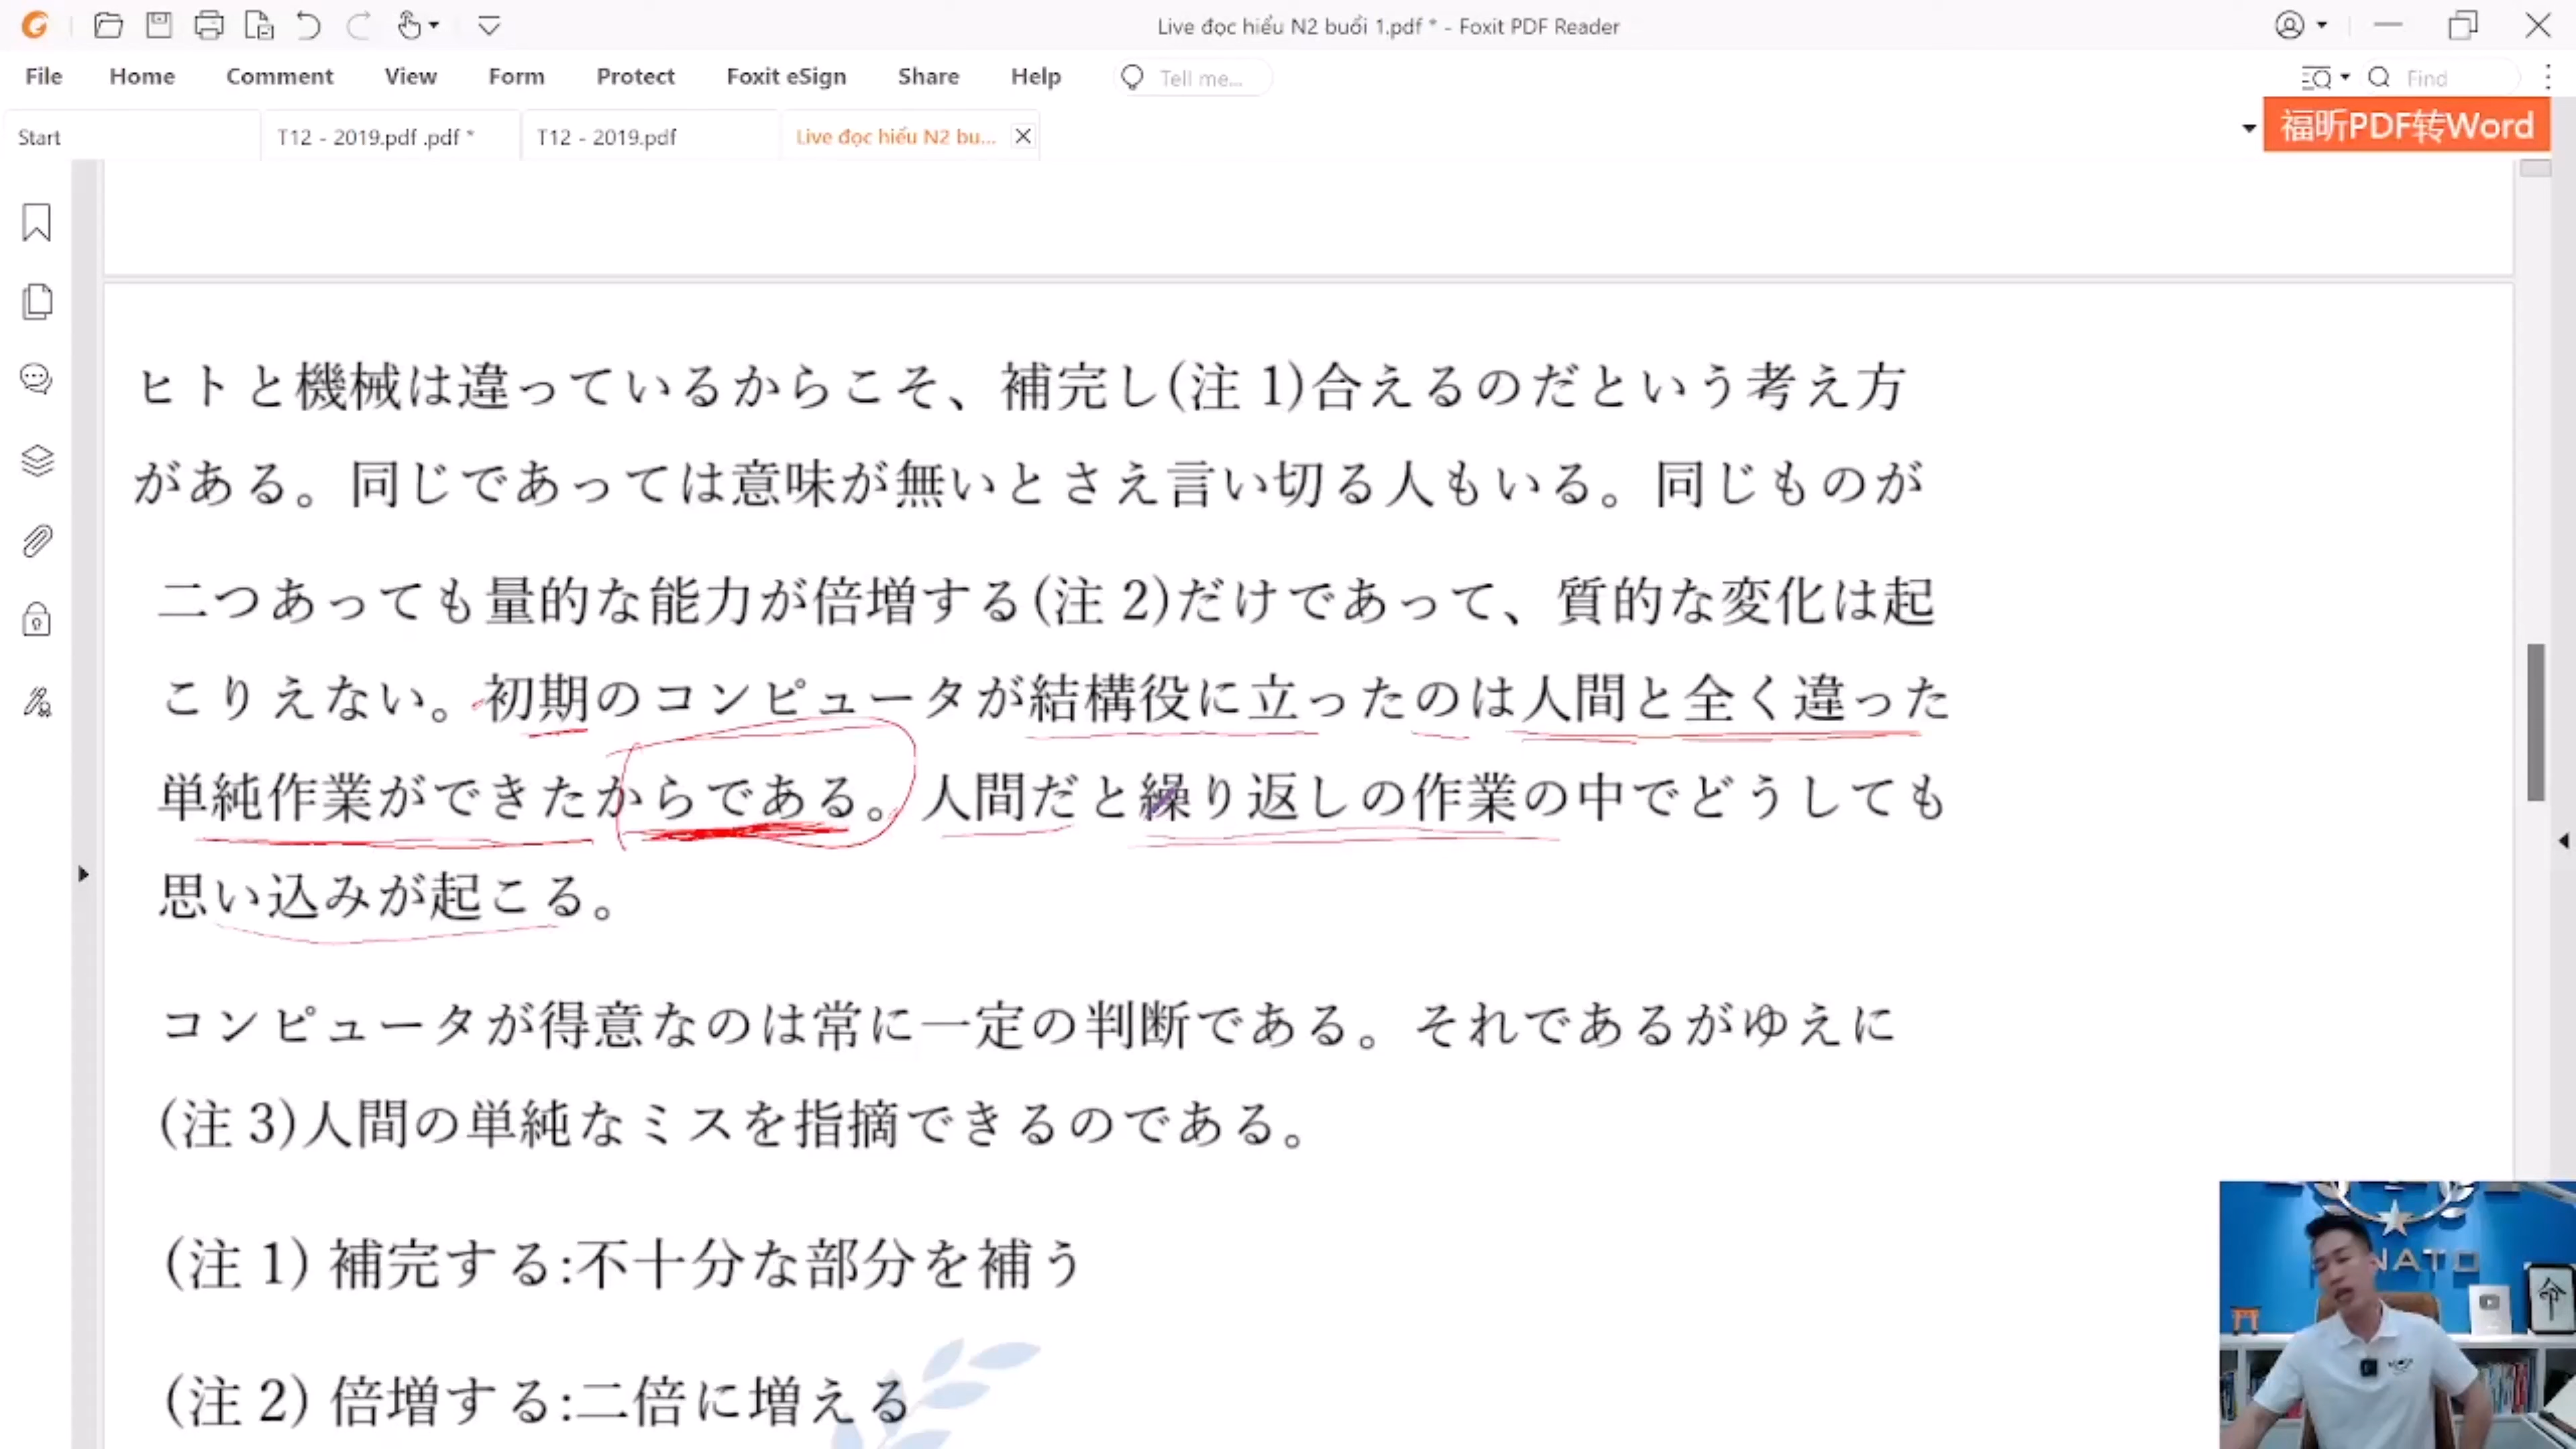 Live đọc hiểu N2 buổi 1.pdf * - Foxit PDF Reader
File Home Comment View Form Protect Foxit eSign Share Help Tell me... Find
福昕PDF转Word
Start T12 - 2019.pdf .pdf * T12 - 2019.pdf Live đọc hiểu N2 bu...
ヒトと機械は違っているからこそ、補完し(注 1)合えるのだという考え方
がある。同じであっては意味が無いとさえ言い切る人もいる。同じものが
二つあっても量的な能力が倍増する(注 2)だけであって、質的な変化は起
こりえない。初期のコンピュータが結構役に立ったのは人間と全く違った
単純作業ができたからである。人間だと繰り返しの作業の中でどうしても
思い込みが起こる。
コンピュータが得意なのは常に一定の判断である。それであるがゆえに
(注 3)人間の単純なミスを指摘できるのである。
(注 1) 補完する:不十分な部分を補う
(注 2) 倍増する:二倍に増える
NATO
命